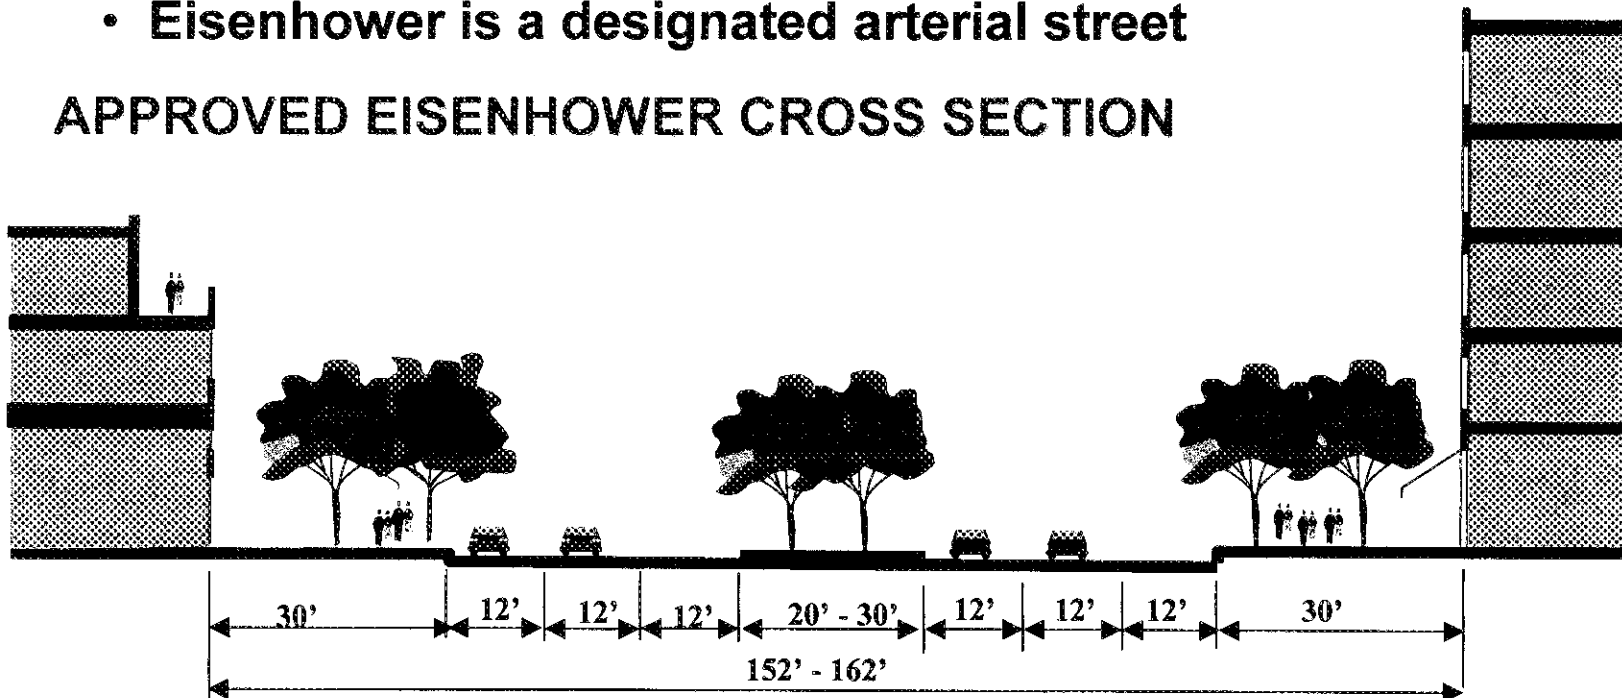 • Eisenhower is a designated arterial street
APPROVED EISENHOWER CROSS SECTION
30' 12' 12' 12' 20' - 30' 12' 12' 12' 30'
152' - 162'